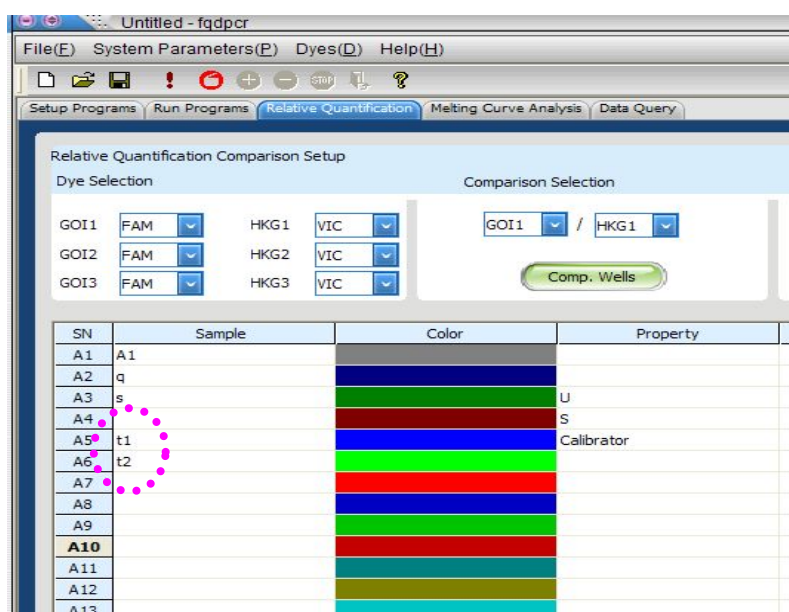 Untitled - fqdpcr
File(F) System Parameters(P) Dyes(D) Help(H)
STOP
Setup Programs Run Programs Relative Quantification Melting Curve Analysis Data Query
Relative Quantification Comparison Setup
Dye Selection Comparison Selection
GOI1 FAM HKG1 VIC GOI1 / HKG1
GOI2 FAM HKG2 VIC
GOI3 FAM HKG3 VIC Comp. Wells
SN Sample Color Property
A1 A1
A2 q
A3 s U
A4 S
A5 t1 Calibrator
A6 t2
A7
A8
A9
A10
A11
A12
A13